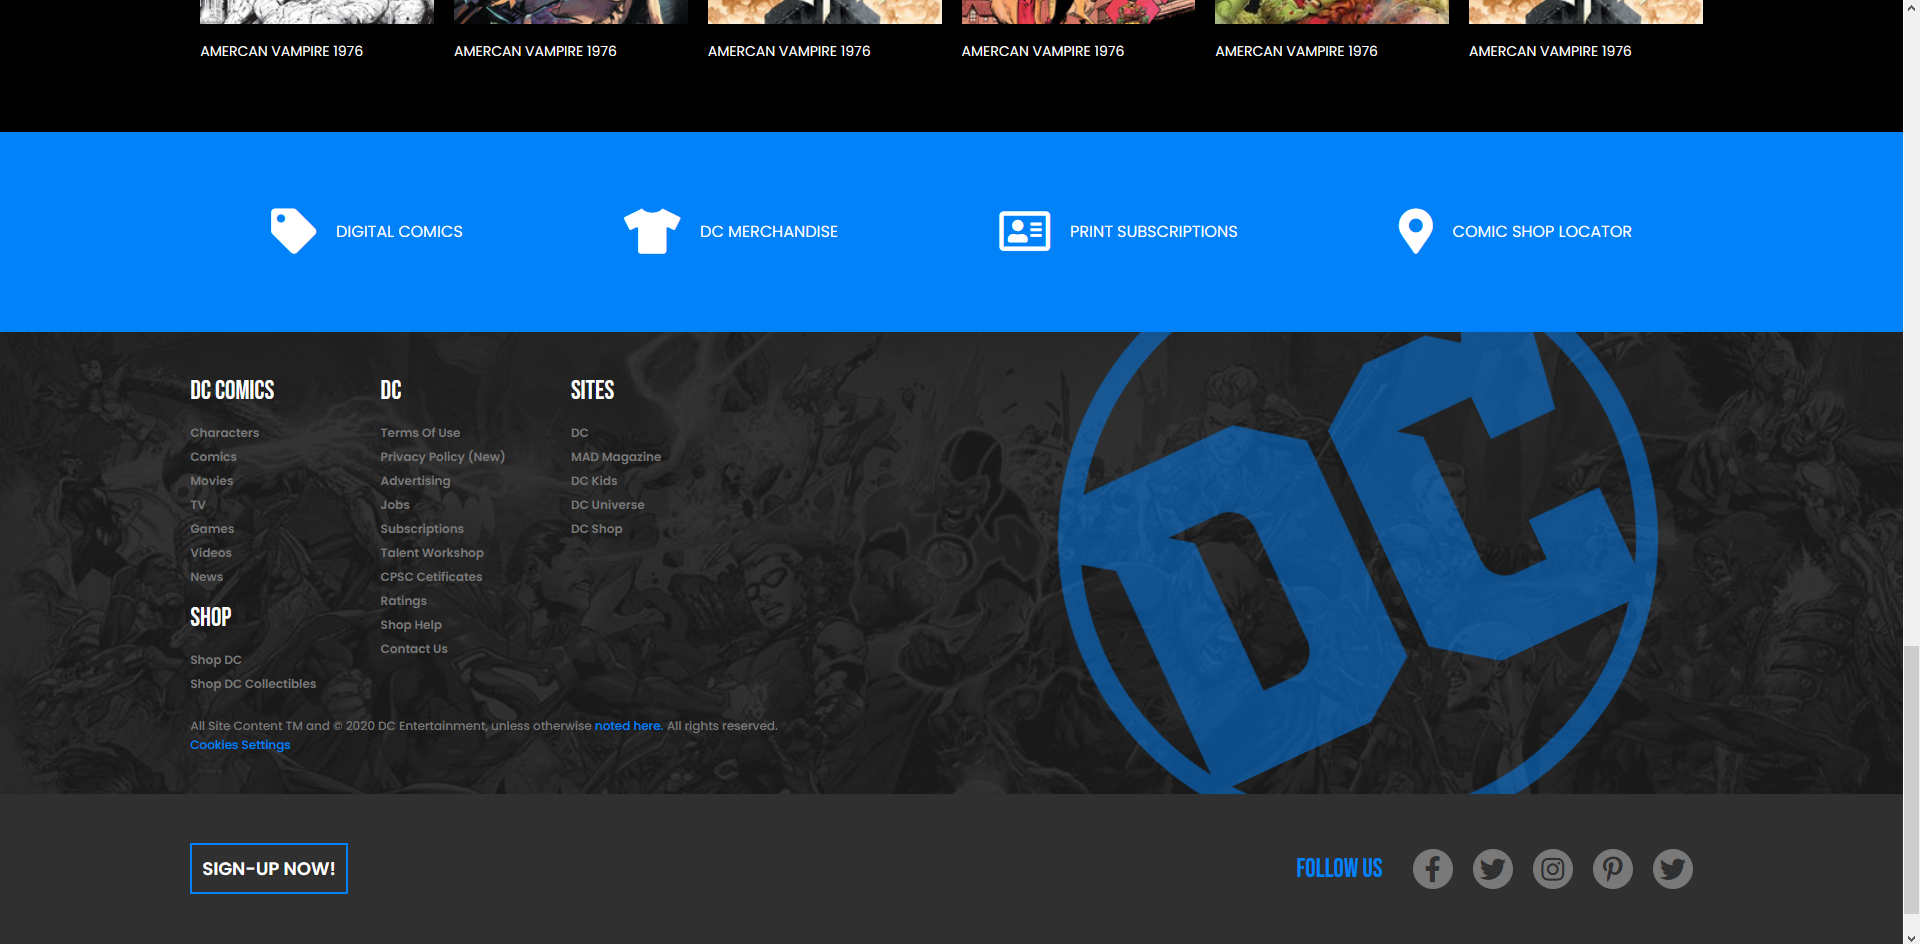 AMERCAN VAMPIRE 1976 AMERCAN VAMPIRE 1976 AMERCAN VAMPIRE 1976 AMERCAN VAMPIRE 1976 AMERCAN VAMPIRE 1976 AMERCAN VAMPIRE 1976
DIGITAL COMICS DC MERCHANDISE PRINT SUBSCRIPTIONS COMIC SHOP LOCATOR
DC COMICS
Characters
Comics
Movies
TV
Games
Videos
News
SHOP
Shop DC
Shop DC Collectibles
DC
Terms Of Use
Privacy Policy (New)
Advertising
Jobs
Subscriptions
Talent Workshop
CPSC Cetificates
Ratings
Shop Help
Contact Us
SITES
DC
MAD Magazine
DC Kids
DC Universe
DC Shop
DC
All Site Content TM and © 2020 DC Entertainment, unless otherwise noted here. All rights reserved.
Cookies Settings
SIGN-UP NOW!
FOLLOW US